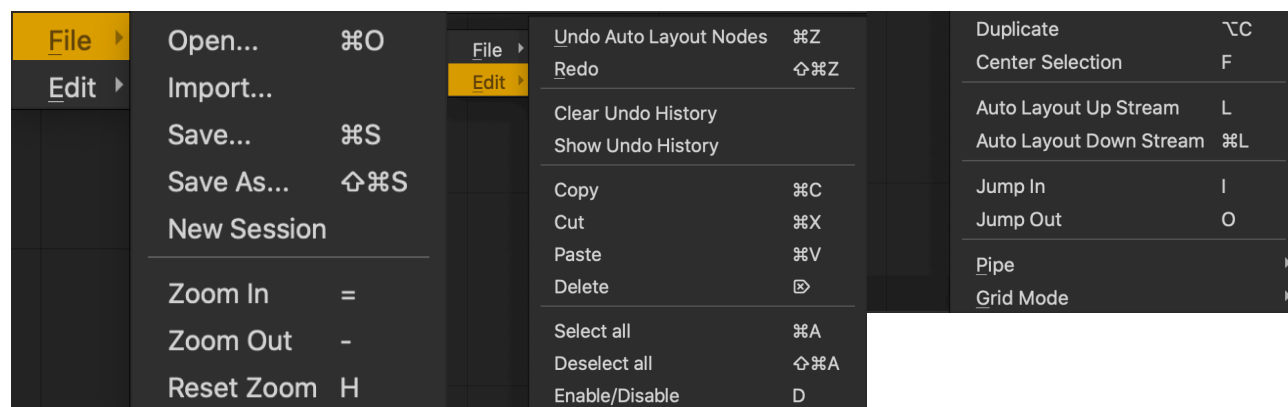 File
Edit
Open... ⌘O
Import...
Save... ⌘S
Save As... ⇧⌘S
New Session
Zoom In =
Zoom Out -
Reset Zoom H
File
Edit
Undo Auto Layout Nodes ⌘Z
Redo ⇧⌘Z
Clear Undo History
Show Undo History
Copy ⌘C
Cut ⌘X
Paste ⌘V
Delete ⌦
Select all ⌘A
Deselect all ⇧⌘A
Enable/Disable D
Duplicate ⌥C
Center Selection F
Auto Layout Up Stream L
Auto Layout Down Stream ⌘L
Jump In I
Jump Out O
Pipe
Grid Mode